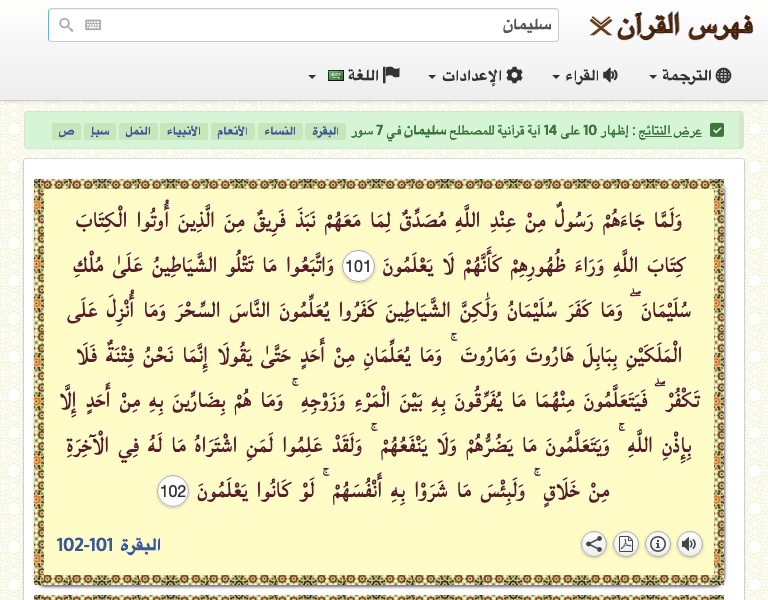 فهرس القرآن
سليمان
الترجمة
القراء
الإعدادات
اللغة
عرض النتائج : إظهار 10 على 14 آية قرآنية للمصطلح سليمان في 7 سور البقرة النساء الأنعام الأنبياء النمل سبإ ص
وَلَمَّا جَاءَهُمْ رَسُولٌ مِنْ عِنْدِ اللَّهِ مُصَدِّقٌ لِمَا مَعَهُمْ نَبَذَ فَرِيقٌ مِنَ الَّذِينَ أُوتُوا الْكِتَابَ
كِتَابَ اللَّهِ وَرَاءَ ظُهُورِهِمْ كَأَنَّهُمْ لَا يَعْلَمُونَ 101 وَاتَّبَعُوا مَا تَتْلُو الشَّيَاطِينُ عَلَىٰ مُلْكِ
سُلَيْمَانَ ۖ وَمَا كَفَرَ سُلَيْمَانُ وَلَٰكِنَّ الشَّيَاطِينَ كَفَرُوا يُعَلِّمُونَ النَّاسَ السِّحْرَ وَمَا أُنْزِلَ عَلَى
الْمَلَكَيْنِ بِبَابِلَ هَارُوتَ وَمَارُوتَ ۚ وَمَا يُعَلِّمَانِ مِنْ أَحَدٍ حَتَّىٰ يَقُولَا إِنَّمَا نَحْنُ فِتْنَةٌ فَلَا
تَكْفُرْ ۖ فَيَتَعَلَّمُونَ مِنْهُمَا مَا يُفَرِّقُونَ بِهِ بَيْنَ الْمَرْءِ وَزَوْجِهِ ۚ وَمَا هُمْ بِضَارِّينَ بِهِ مِنْ أَحَدٍ إِلَّا
بِإِذْنِ اللَّهِ ۚ وَيَتَعَلَّمُونَ مَا يَضُرُّهُمْ وَلَا يَنْفَعُهُمْ ۚ وَلَقَدْ عَلِمُوا لَمَنِ اشْتَرَاهُ مَا لَهُ فِي الْآخِرَةِ
مِنْ خَلَاقٍ ۚ وَلَبِئْسَ مَا شَرَوْا بِهِ أَنْفُسَهُمْ ۚ لَوْ كَانُوا يَعْلَمُونَ 102
البقرة 101-102